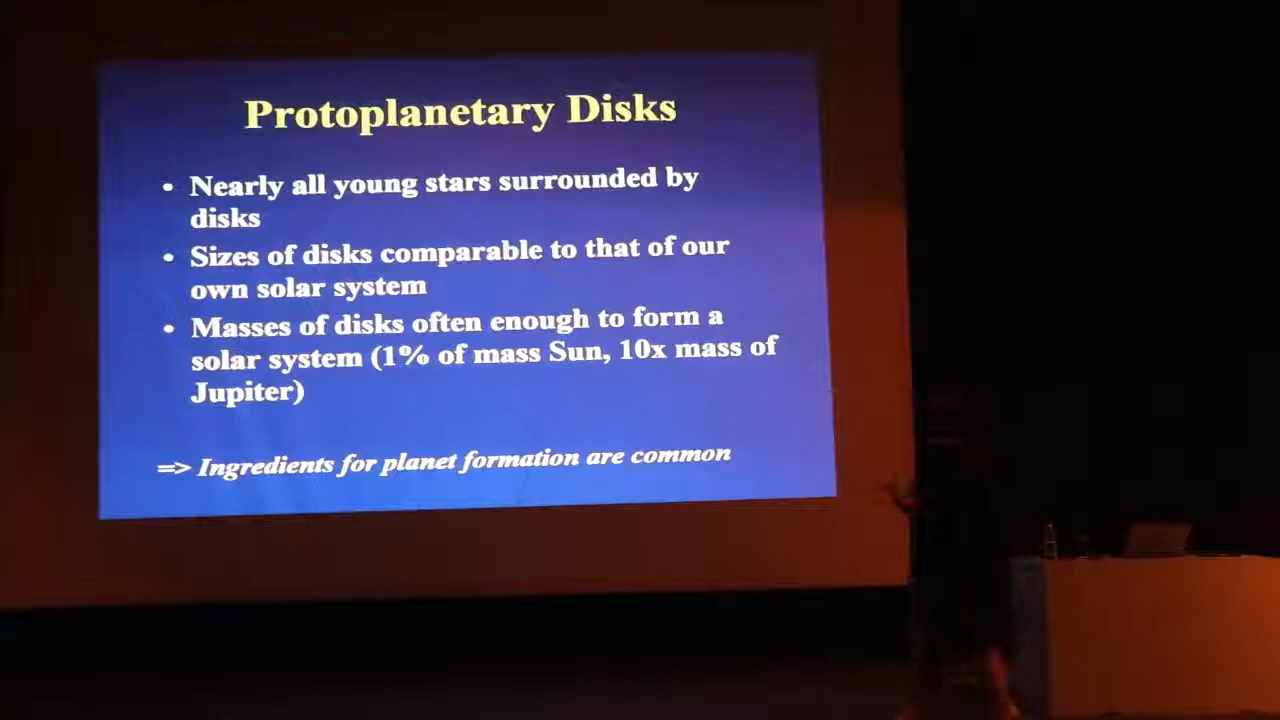 Protoplanetary Disks
• Nearly all young stars surrounded by
disks
• Sizes of disks comparable to that of our
own solar system
• Masses of disks often enough to form a
solar system (1% of mass Sun, 10x mass of
Jupiter)
=> Ingredients for planet formation are common